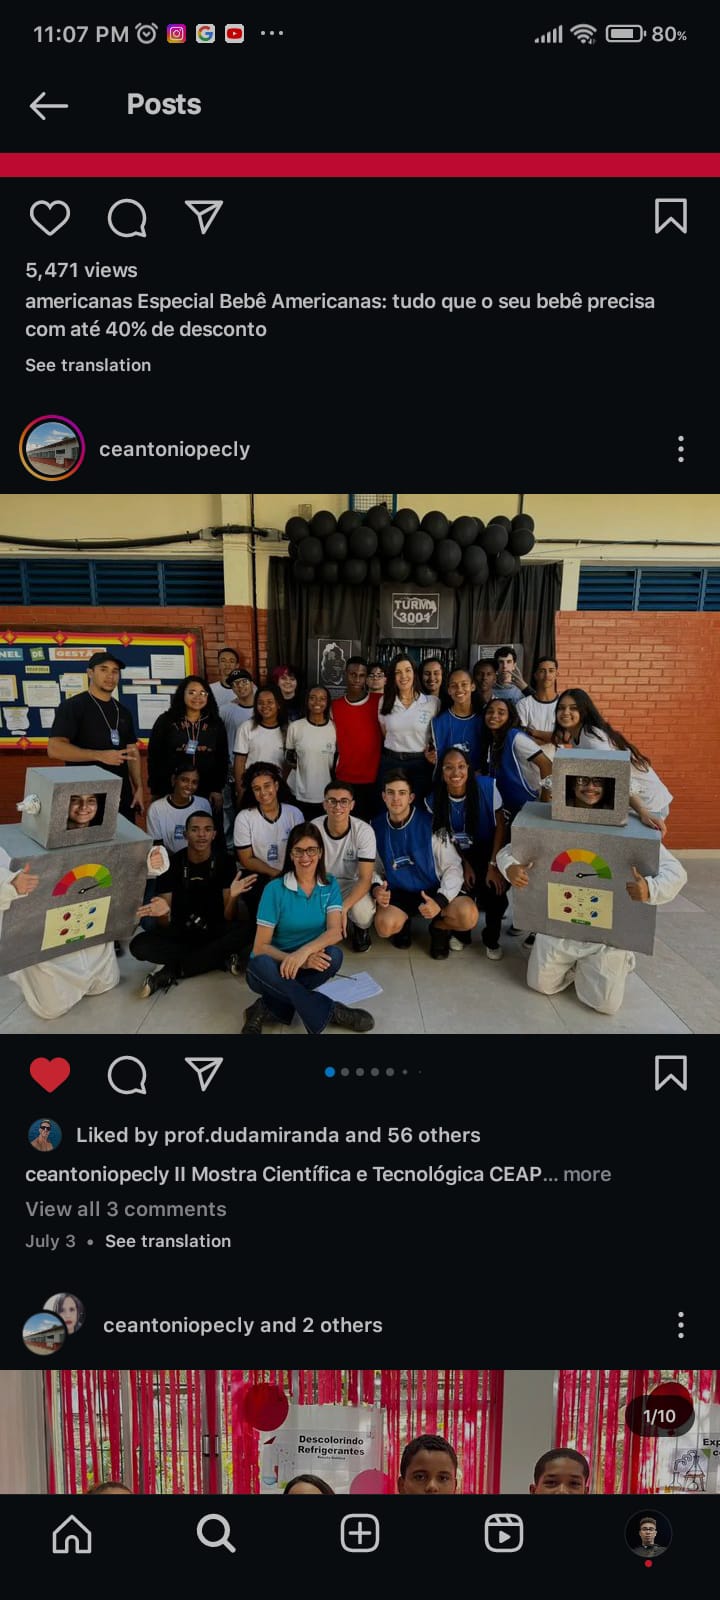 11:07 PM
80%
Posts
5,471 views
americanas Especial Bebê Americanas: tudo que o seu bebê precisa
com até 40% de desconto
See translation
ceantoniopecly
TURMA
3001
NEL DE GESTÃ
Liked by prof.dudamiranda and 56 others
ceantoniopecly II Mostra Científica e Tecnológica CEAP... more
View all 3 comments
July 3 • See translation
ceantoniopecly and 2 others
1/10
Descolorindo
Refrigerantes
Exp